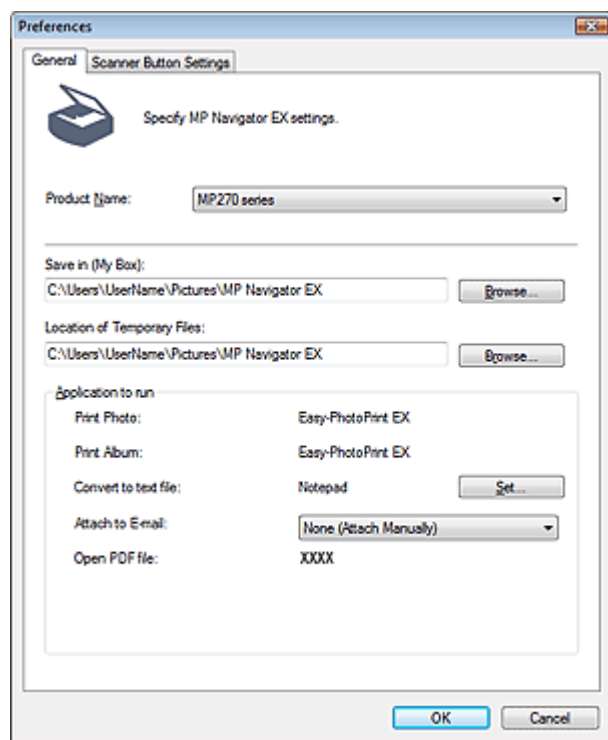 Preferences
General Scanner Button Settings
Specify MP Navigator EX settings.
Product Name: MP270 series
Save in (My Box):
C:\Users\UserName\Pictures\MP Navigator EX Browse...
Location of Temporary Files:
C:\Users\UserName\Pictures\MP Navigator EX Browse...
Application to run
Print Photo: Easy-PhotoPrint EX
Print Album: Easy-PhotoPrint EX
Convert to text file: Notepad Set...
Attach to E-mail: None (Attach Manually)
Open PDF file: XXXX
OK Cancel